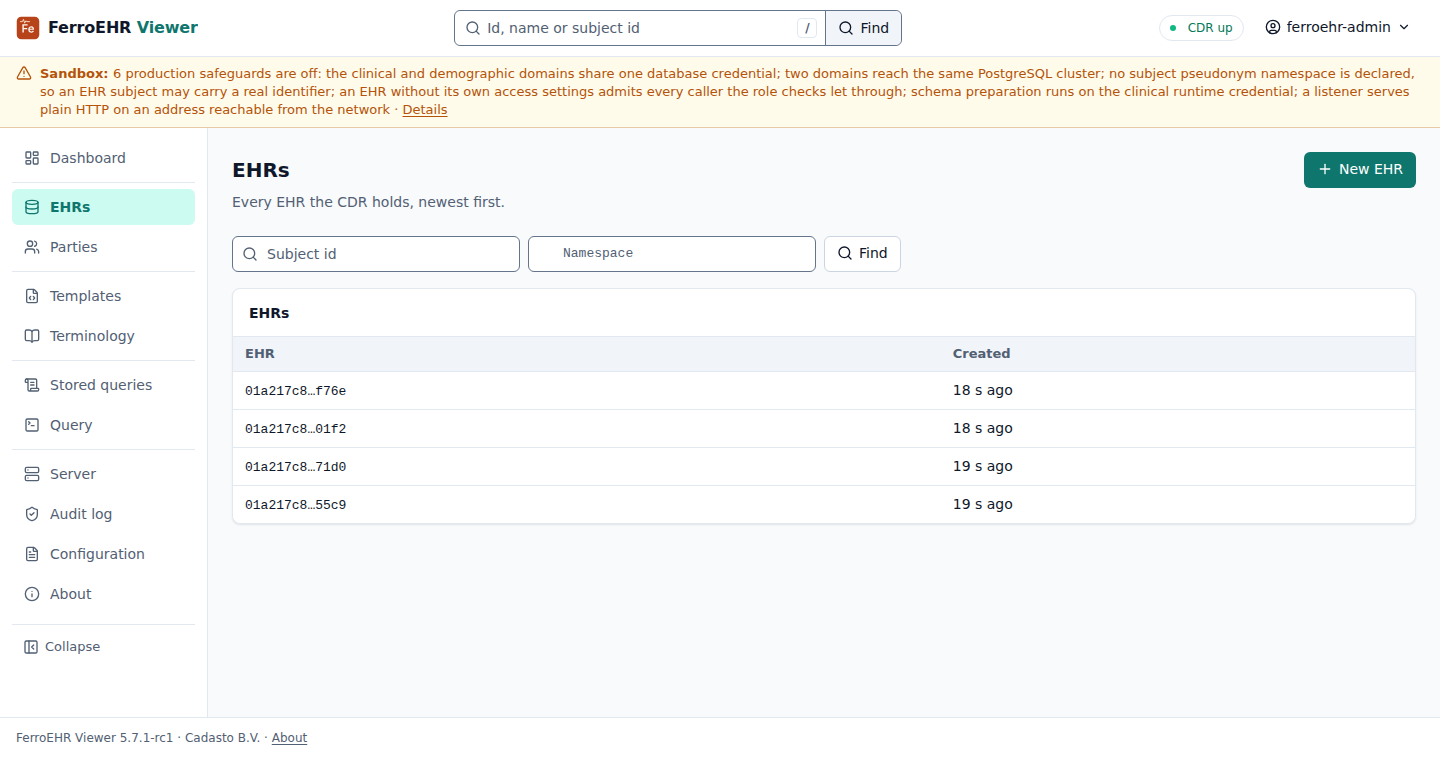 Fe FerroEHR Viewer
Id, name or subject id / Find
CDR up
ferroehr-admin
Sandbox: 6 production safeguards are off: the clinical and demographic domains share one database credential; two domains reach the same PostgreSQL cluster; no subject pseudonym namespace is declared,
so an EHR subject may carry a real identifier; an EHR without its own access settings admits every caller the role checks let through; schema preparation runs on the clinical runtime credential; a listener serves
plain HTTP on an address reachable from the network · Details
Dashboard
EHRs
Parties
Templates
Terminology
Stored queries
Query
Server
Audit log
Configuration
About
Collapse
EHRs
New EHR
Every EHR the CDR holds, newest first.
Subject id Namespace Find
EHRs
EHR Created
01a217c8…f76e 18 s ago
01a217c8…01f2 18 s ago
01a217c8…71d0 19 s ago
01a217c8…55c9 19 s ago
FerroEHR Viewer 5.7.1-rc1 · Cadasto B.V. · About